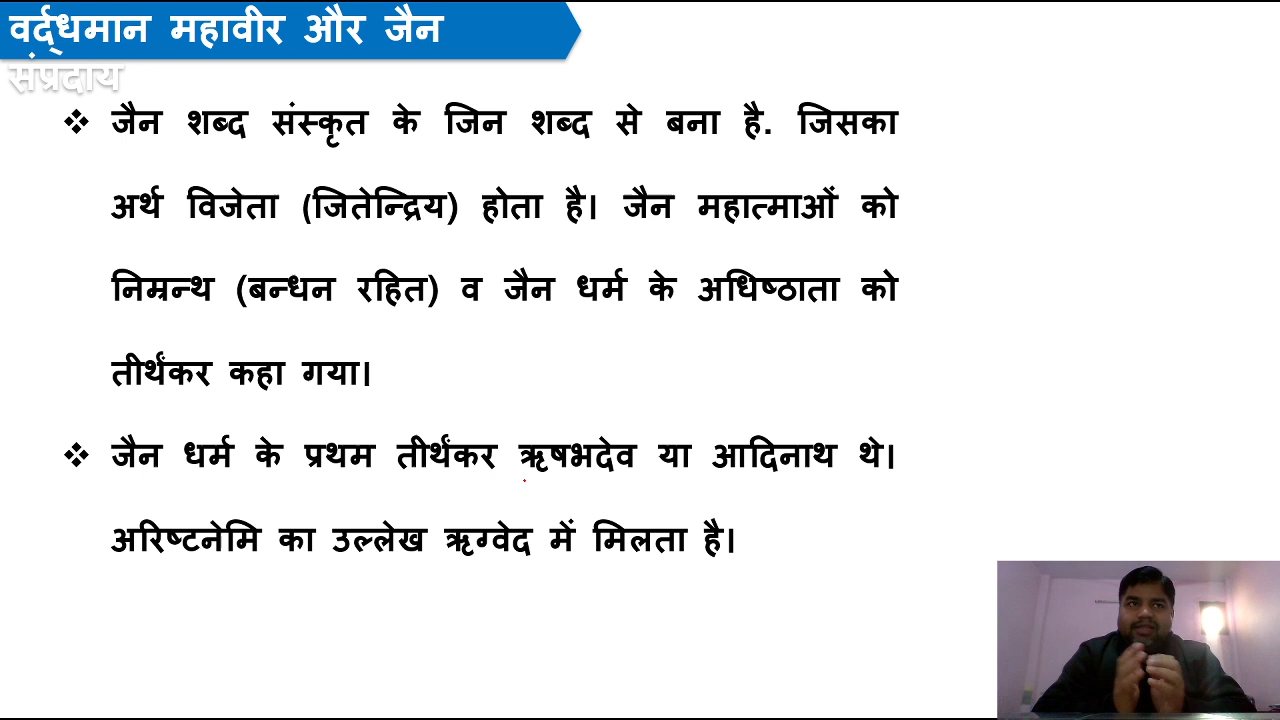 वर्द्धमान महावीर और जैन
संप्रदाय
❖ जैन शब्द संस्कृत के जिन शब्द से बना है. जिसका
अर्थ विजेता (जितेन्द्रिय) होता है। जैन महात्माओं को
निम्रन्थ (बन्धन रहित) व जैन धर्म के अधिष्ठाता को
तीर्थंकर कहा गया।
❖ जैन धर्म के प्रथम तीर्थंकर ऋषभदेव या आदिनाथ थे।
अरिष्टनेमि का उल्लेख ऋग्वेद में मिलता है।